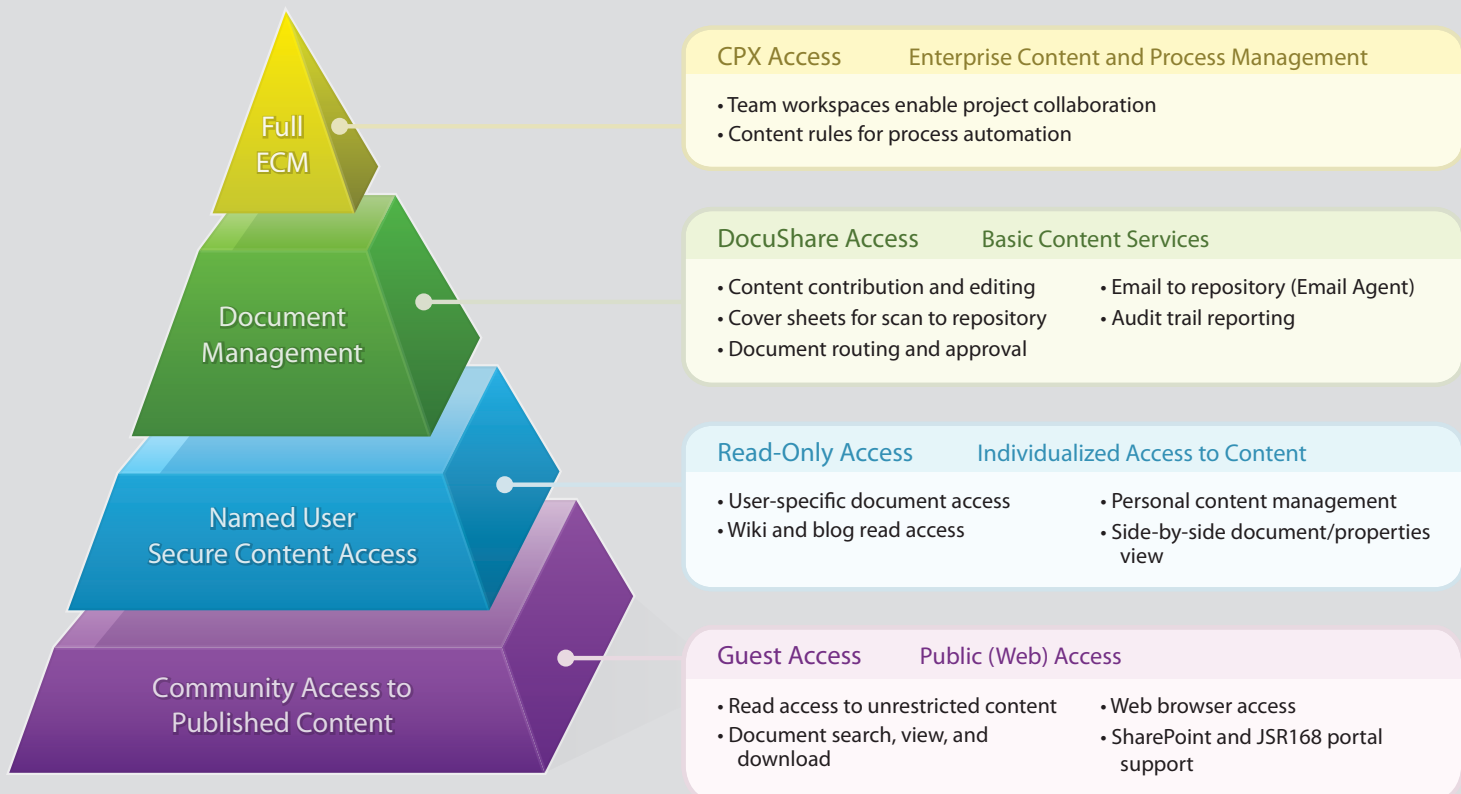 Full
ECM
Document
Management
Named User
Secure Content Access
Community Access to
Published Content
CPX Access Enterprise Content and Process Management
• Team workspaces enable project collaboration
• Content rules for process automation
DocuShare Access Basic Content Services
• Content contribution and editing
• Cover sheets for scan to repository
• Document routing and approval
• Email to repository (Email Agent)
• Audit trail reporting
Read-Only Access Individualized Access to Content
• User-specific document access
• Wiki and blog read access
• Personal content management
• Side-by-side document/properties
view
Guest Access Public (Web) Access
• Read access to unrestricted content
• Document search, view, and
download
• Web browser access
• SharePoint and JSR168 portal
support